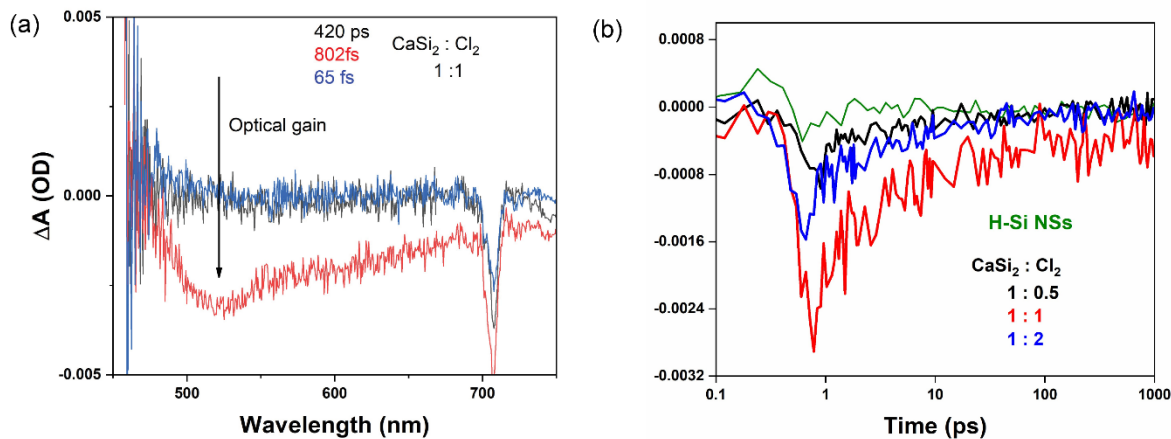 (a)
0.005
0.000
-0.005
ΔA (OD)
420 ps
802fs
65 fs
CaSi₂ : Cl₂
1 :1
Optical gain
500
600
700
Wavelength (nm)
(b)
0.0008
0.0000
-0.0008
-0.0016
-0.0024
-0.0032
H-Si NSs
CaSi₂ : Cl₂
1 : 0.5
1 : 1
1 : 2
0.1
1
10
100
1000
Time (ps)